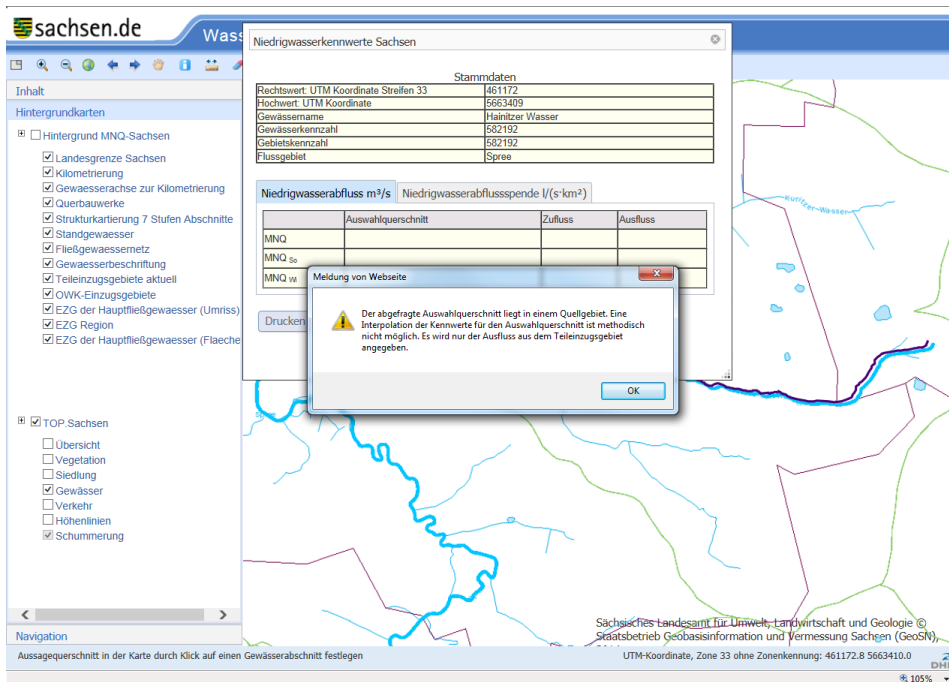 sachsen.de
Wass
Inhalt
Hintergrundkarten
Hintergrund MNQ-Sachsen
Landesgrenze Sachsen
Kilometrierung
Gewaesserachse zur Kilometrierung
Querbauwerke
Strukturkartierung 7 Stufen Abschnitte
Standgewaesser
Fließgewaessernetz
Gewaesserbeschriftung
Teileinzugsgebiete aktuell
OWK-Einzugsgebiete
EZG der Hauptfließgewaesser (Umriss)
EZG Region
EZG der Hauptfließgewaesser (Flaeche
TOP.Sachsen
Übersicht
Vegetation
Siedlung
Gewässer
Verkehr
Höhenlinien
Schummerung
Navigation
Niedrigwasserkennwerte Sachsen
Stammdaten
Rechtswert: UTM Koordinate Streifen 33 461172
Hochwert: UTM Koordinate 5663409
Gewässername Hainitzer Wasser
Gewässerkennzahl 582192
Gebietskennzahl 582192
Flussgebiet Spree
Niedrigwasserabfluss m³/s Niedrigwasserabflussspende l/(s·km²)
Auswahlquerschnitt Zufluss Ausfluss
MNQ
MNQ So
MNQ Wi
Drucken
Meldung von Webseite
Der abgefragte Auswahlquerschnitt liegt in einem Quellgebiet. Eine
Interpolation der Kennwerte für den Auswahlquerschnitt ist methodisch
nicht möglich. Es wird nur der Ausfluss aus dem Teileinzugsgebiet
angegeben.
OK
Kuritzer-Wasser
Sächsisches Landesamt für Umwelt, Landwirtschaft und Geologie ©
Staatsbetrieb Geobasisinformation und Vermessung Sachsen (GeoSN),
Aussagequerschnitt in der Karte durch Klick auf einen Gewässerabschnitt festlegen
UTM-Koordinate, Zone 33 ohne Zonenkennung: 461172.8 5663410.0
DHI
105%